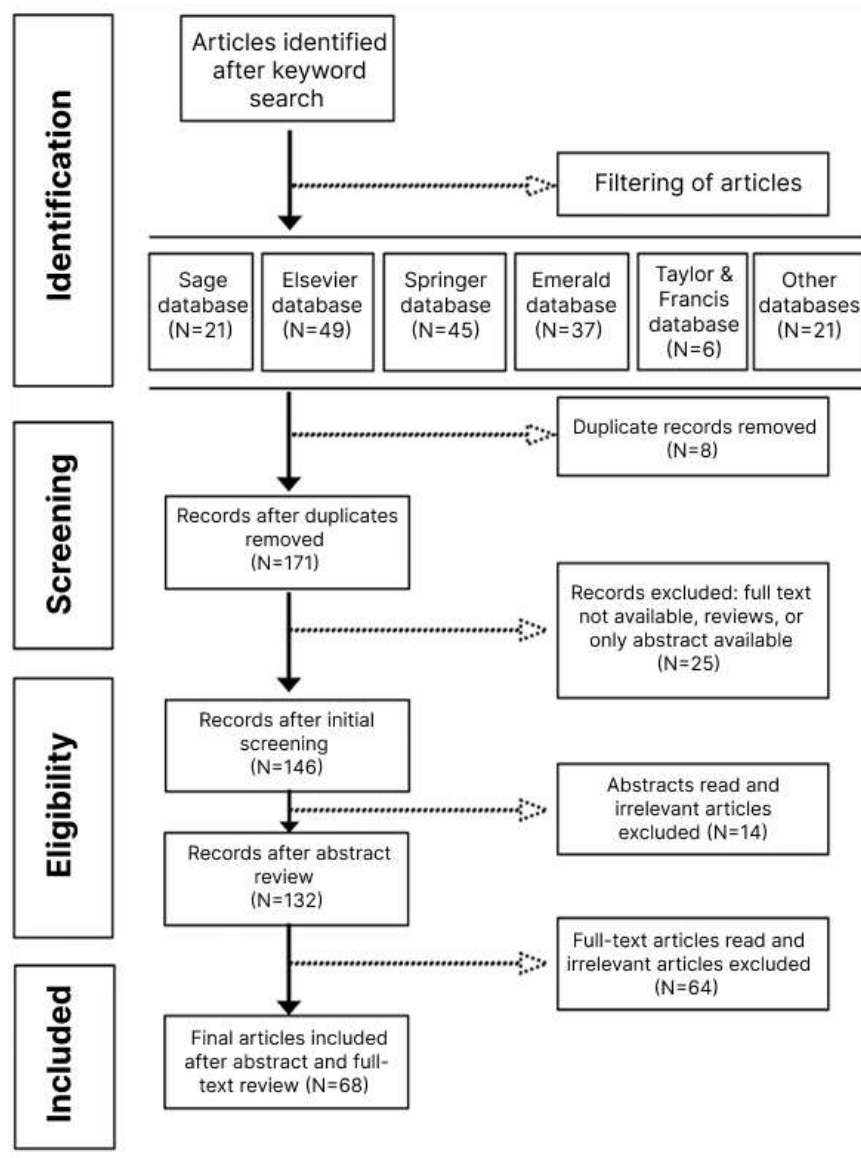 Identification
Articles identified
after keyword
search
Filtering of articles
Sage
database
(N=21)
Elsevier
database
(N=49)
Springer
database
(N=45)
Emerald
database
(N=37)
Taylor &
Francis
database
(N=6)
Other
databases
(N=21)
Screening
Duplicate records removed
(N=8)
Records after duplicates
removed
(N=171)
Records excluded: full text
not available, reviews, or
only abstract available
(N=25)
Eligibility
Records after initial
screening
(N=146)
Abstracts read and
irrelevant articles
excluded (N=14)
Records after abstract
review
(N=132)
Full-text articles read and
irrelevant articles excluded
(N=64)
Included
Final articles included
after abstract and full-
text review (N=68)